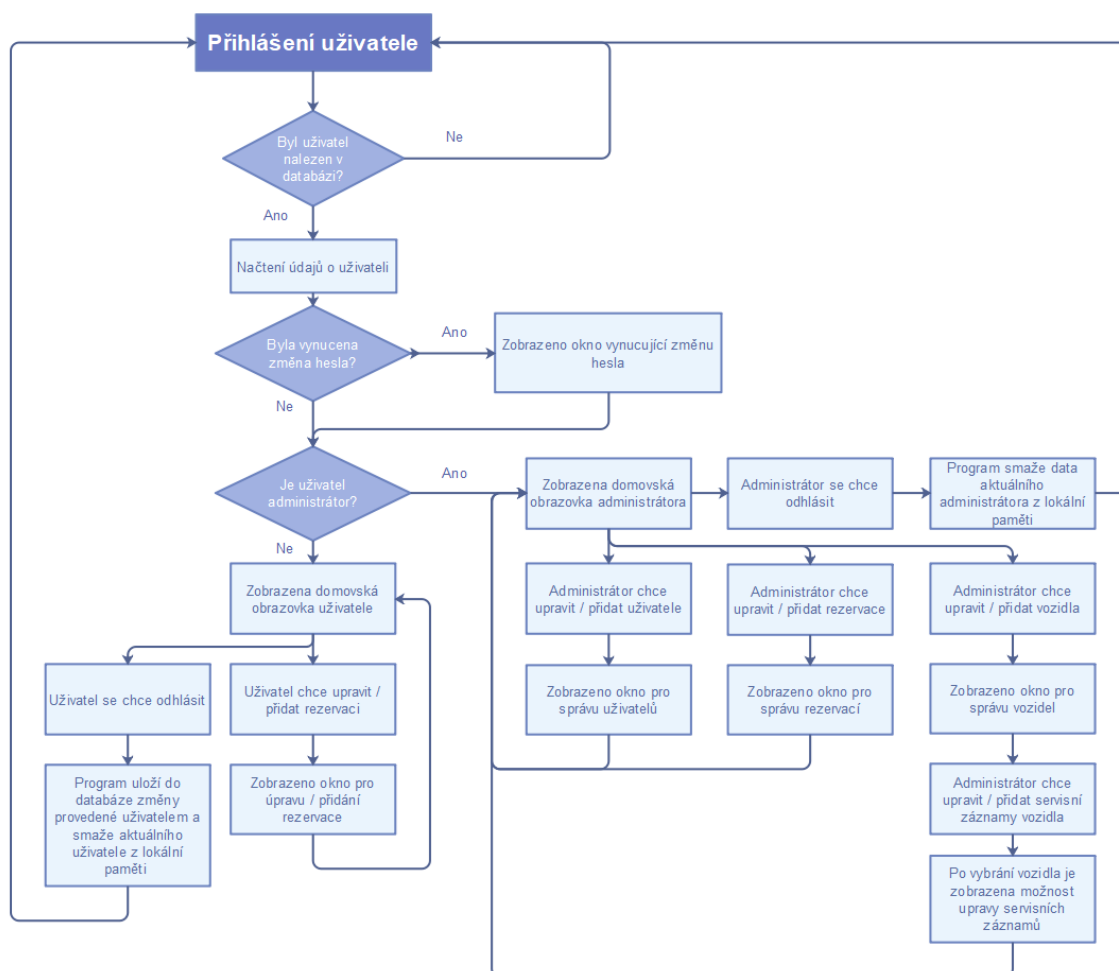 Přihlášení uživatele
Byl uživatel
nalezen v
databázi?
Ne
Ano
Načtení údajů o uživateli
Byla vynucena
změna hesla?
Ano
Zobrazeno okno vynucující změnu
hesla
Ne
Je uživatel
administrátor?
Ano
Zobrazena domovská
obrazovka administrátora
Administrátor se chce
odhlásit
Program smaže data
aktuálního
administrátora z lokální
paměti
Ne
Zobrazena domovská
obrazovka uživatele
Administrátor chce
upravit / přidat uživatele
Administrátor chce
upravit / přidat rezervace
Administrátor chce
upravit / přidat vozidla
Uživatel se chce odhlásit
Uživatel chce upravit /
přidat rezervaci
Zobrazeno okno pro
správu uživatelů
Zobrazeno okno pro
správu rezervací
Zobrazeno okno pro
správu vozidel
Program uloží do
databáze změny
provedené uživatelem a
smaže aktuálního
uživatele z lokální
paměti
Zobrazeno okno pro
úpravu / přidání
rezervace
Administrátor chce
upravit / přidat servisní
záznamy vozidla
Po vybrání vozidla je
zobrazena možnost
upravy servisních
záznamů